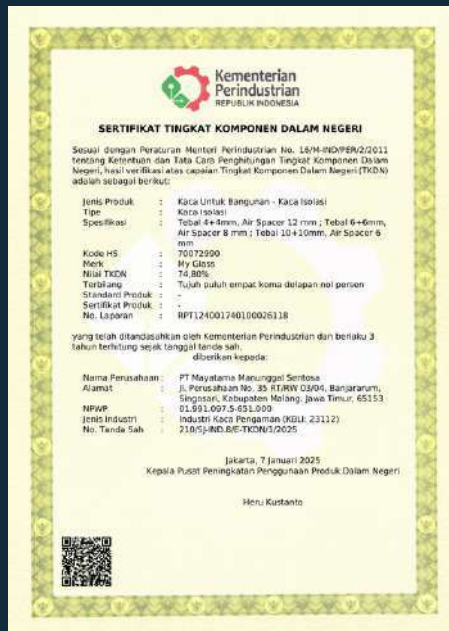 Kementerian
Perindustrian
REPUBLIK INDONESIA
SERTIFIKAT TINGKAT KOMPONEN DALAM NEGERI
Sesuai dengan Peraturan Menteri Perindustrian No. 16/M-IND/PER/2/2011
tentang Ketentuan dan Tata Cara Penghitungan Tingkat Komponen Dalam
Negeri, hasil verifikasi atas capaian Tingkat Komponen Dalam Negeri (TKDN)
adalah sebagai berikut:
Jenis Produk : Kaca Untuk Bangunan - Kaca Isolasi
Tipe : Kaca Isolasi
Spesifikasi : Tebal 4+4mm, Air Spacer 12 mm ; Tebal 6+6mm,
Air Spacer 8 mm ; Tebal 10+10mm, Air Spacer 6
mm
Kode HS : 70072990
Merk : My Glass
Nilai TKDN : 74,80%
Terbilang : Tujuh puluh empat koma delapan nol persen
Standard Produk : -
Sertifikat Produk : -
No. Laporan : RPT124001740100026118
yang telah ditandasahkan oleh Kementerian Perindustrian dan berlaku 3
tahun terhitung sejak tanggal tanda sah,
diberikan kepada:
Nama Perusahaan : PT Mayatama Manunggal Sentosa
Alamat : Jl. Perusahaan No. 35 RT/RW 03/04, Banjararum,
Singosari, Kabupaten Malang, Jawa Timur, 65153
NPWP : 01.991.097.5-651.000
Jenis Industri : Industri Kaca Pengaman (KBLI: 23112)
No. Tanda Sah : 210/SJ-IND.8/E-TKDN/1/2025
Jakarta, 7 Januari 2025
Kepala Pusat Peningkatan Penggunaan Produk Dalam Negeri
Heru Kustanto